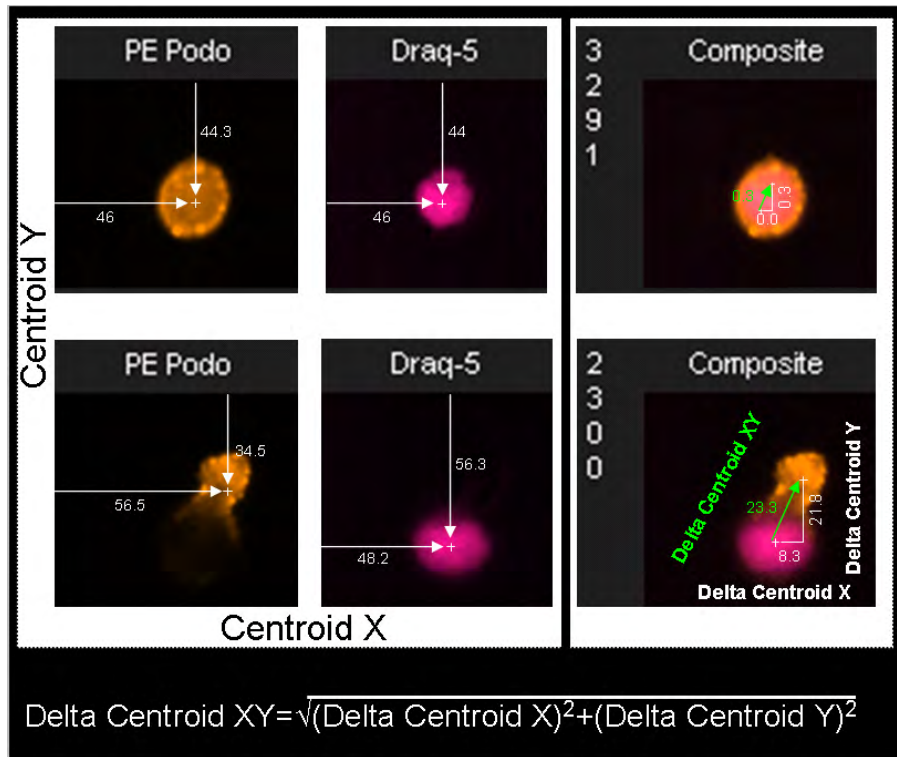 PE Podo
Draq-5
Composite
44.3
46
44
46
3
2
9
1
0.3
0.3
0.0
Centroid Y
PE Podo
Draq-5
Composite
34.5
56.5
56.3
48.2
2
3
0
0
Delta Centroid XY
23.3
21.8
8.3
Delta Centroid Y
Delta Centroid X
Centroid X
Delta Centroid XY=√(Delta Centroid X)²+(Delta Centroid Y)²